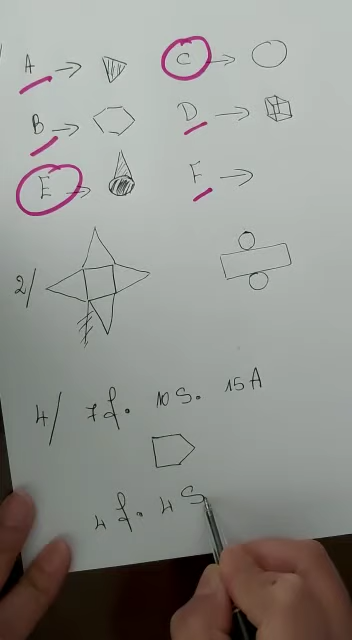 A → C →
B → D →
E → F →
2/
4/ 7f. 10S. 15A
4f. 4S